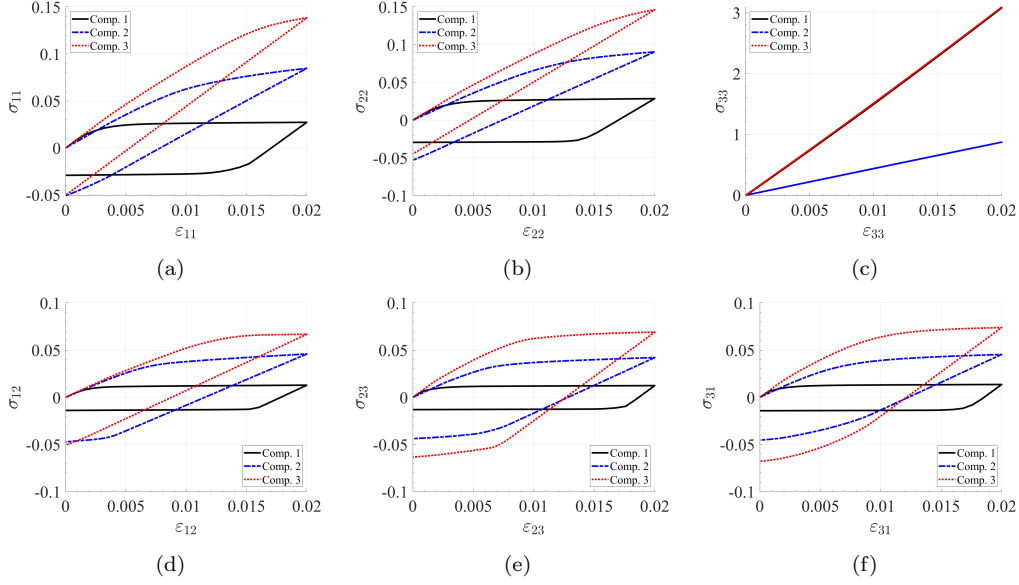 0.15
0.1
0.05
0
-0.05
σ11
Comp. 1
Comp. 2
Comp. 3
0
0.005
0.01
0.015
0.02
ε11
(a)
0.15
0.1
0.05
0
-0.05
-0.1
σ22
Comp. 1
Comp. 2
Comp. 3
0
0.005
0.01
0.015
0.02
ε22
(b)
3
2
1
0
σ33
Comp. 1
Comp. 2
Comp. 3
0
0.005
0.01
0.015
0.02
ε33
(c)
0.1
0.05
0
-0.05
-0.1
σ12
Comp. 1
Comp. 2
Comp. 3
0
0.005
0.01
0.015
0.02
ε12
(d)
0.1
0.05
0
-0.05
-0.1
σ23
Comp. 1
Comp. 2
Comp. 3
0
0.005
0.01
0.015
0.02
ε23
(e)
0.1
0.05
0
-0.05
-0.1
σ31
Comp. 1
Comp. 2
Comp. 3
0
0.005
0.01
0.015
0.02
ε31
(f)